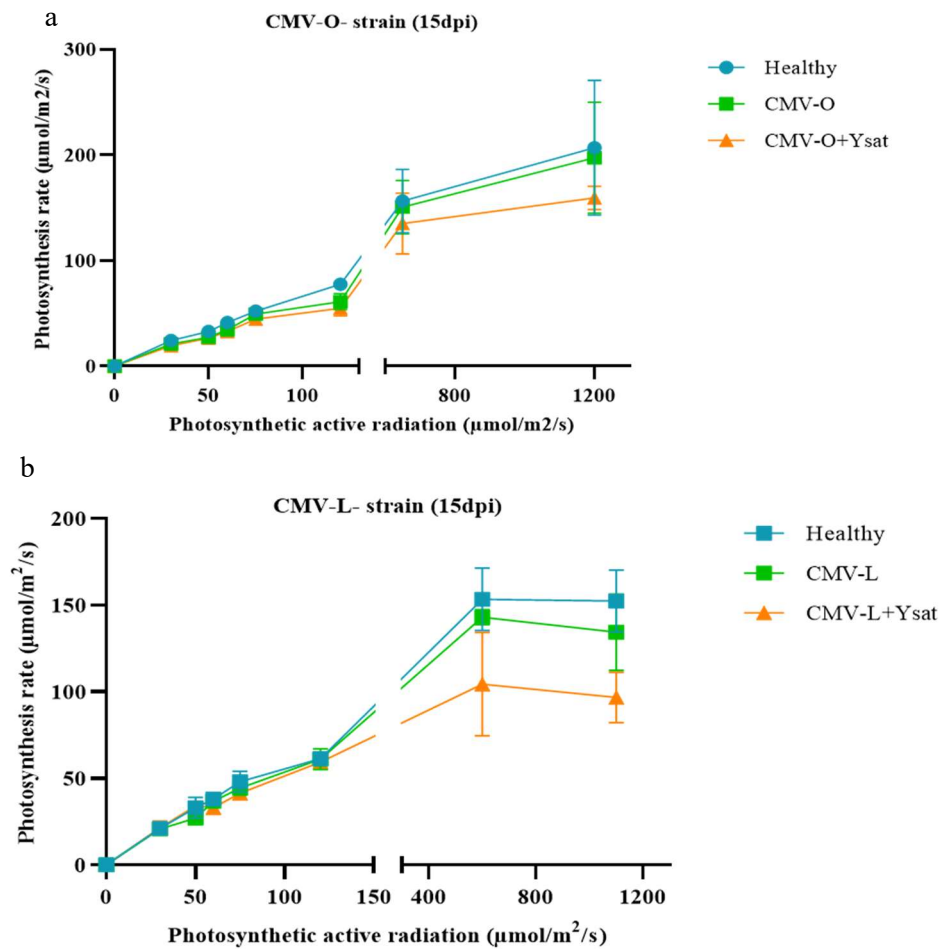 a
CMV-O- strain (15dpi)
300
200
100
0
Photosynthesis rate (µmol/m2/s)
0
50
100
800
1200
Photosynthetic active radiation (µmol/m2/s)
Healthy
CMV-O
CMV-O+Ysat
b
CMV-L- strain (15dpi)
200
150
100
50
0
Photosynthesis rate (µmol/m²/s)
0
50
100
150
400
800
1200
Photosynthetic active radiation (µmol/m²/s)
Healthy
CMV-L
CMV-L+Ysat